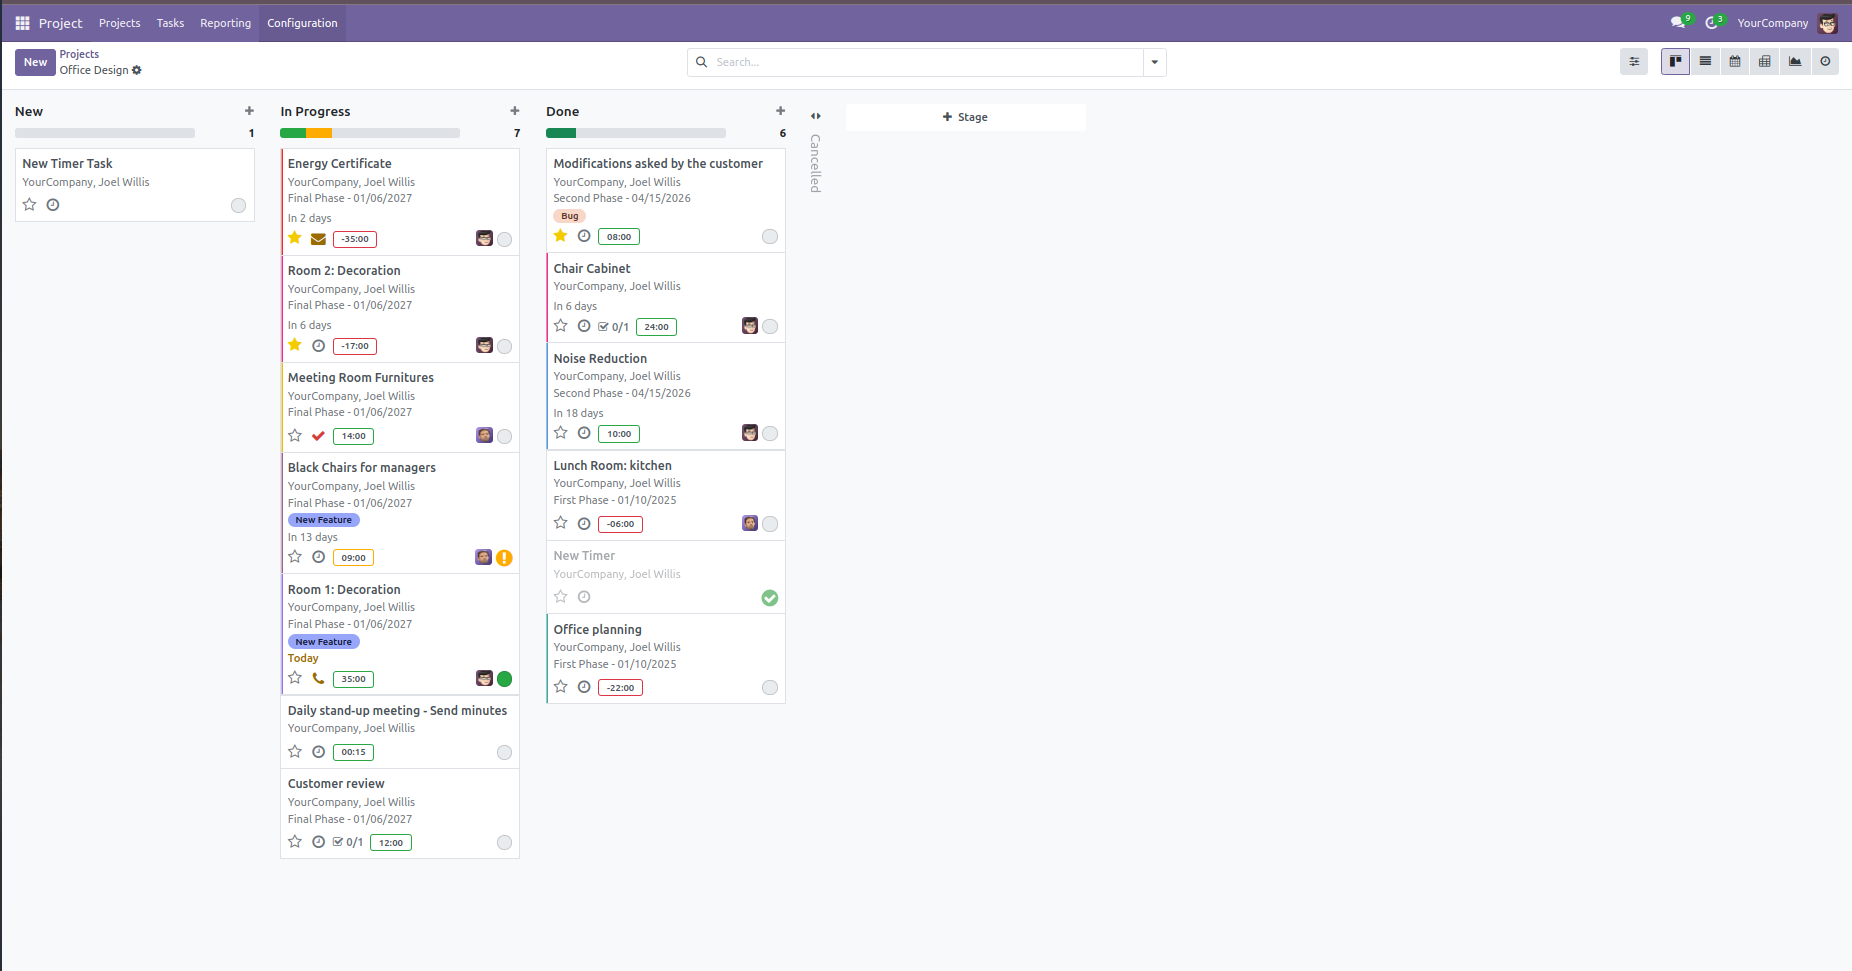 Project Projects Tasks Reporting Configuration 9 3 YourCompany
New Projects
Office Design
Search...
New
1
New Timer Task
YourCompany, Joel Willis
In Progress
7
Energy Certificate
YourCompany, Joel Willis
Final Phase - 01/06/2027
In 2 days
-35:00
Room 2: Decoration
YourCompany, Joel Willis
Final Phase - 01/06/2027
In 6 days
-17:00
Meeting Room Furnitures
YourCompany, Joel Willis
Final Phase - 01/06/2027
14:00
Black Chairs for managers
YourCompany, Joel Willis
Final Phase - 01/06/2027
New Feature
In 13 days
09:00
Room 1: Decoration
YourCompany, Joel Willis
Final Phase - 01/06/2027
New Feature
Today
35:00
Daily stand-up meeting - Send minutes
YourCompany, Joel Willis
00:15
Customer review
YourCompany, Joel Willis
Final Phase - 01/06/2027
0/1 12:00
Done
6
Modifications asked by the customer
YourCompany, Joel Willis
Second Phase - 04/15/2026
Bug
08:00
Chair Cabinet
YourCompany, Joel Willis
In 6 days
0/1 24:00
Noise Reduction
YourCompany, Joel Willis
Second Phase - 04/15/2026
In 18 days
10:00
Lunch Room: kitchen
YourCompany, Joel Willis
First Phase - 01/10/2025
-06:00
New Timer
YourCompany, Joel Willis
Office planning
YourCompany, Joel Willis
First Phase - 01/10/2025
-22:00
Cancelled
Stage